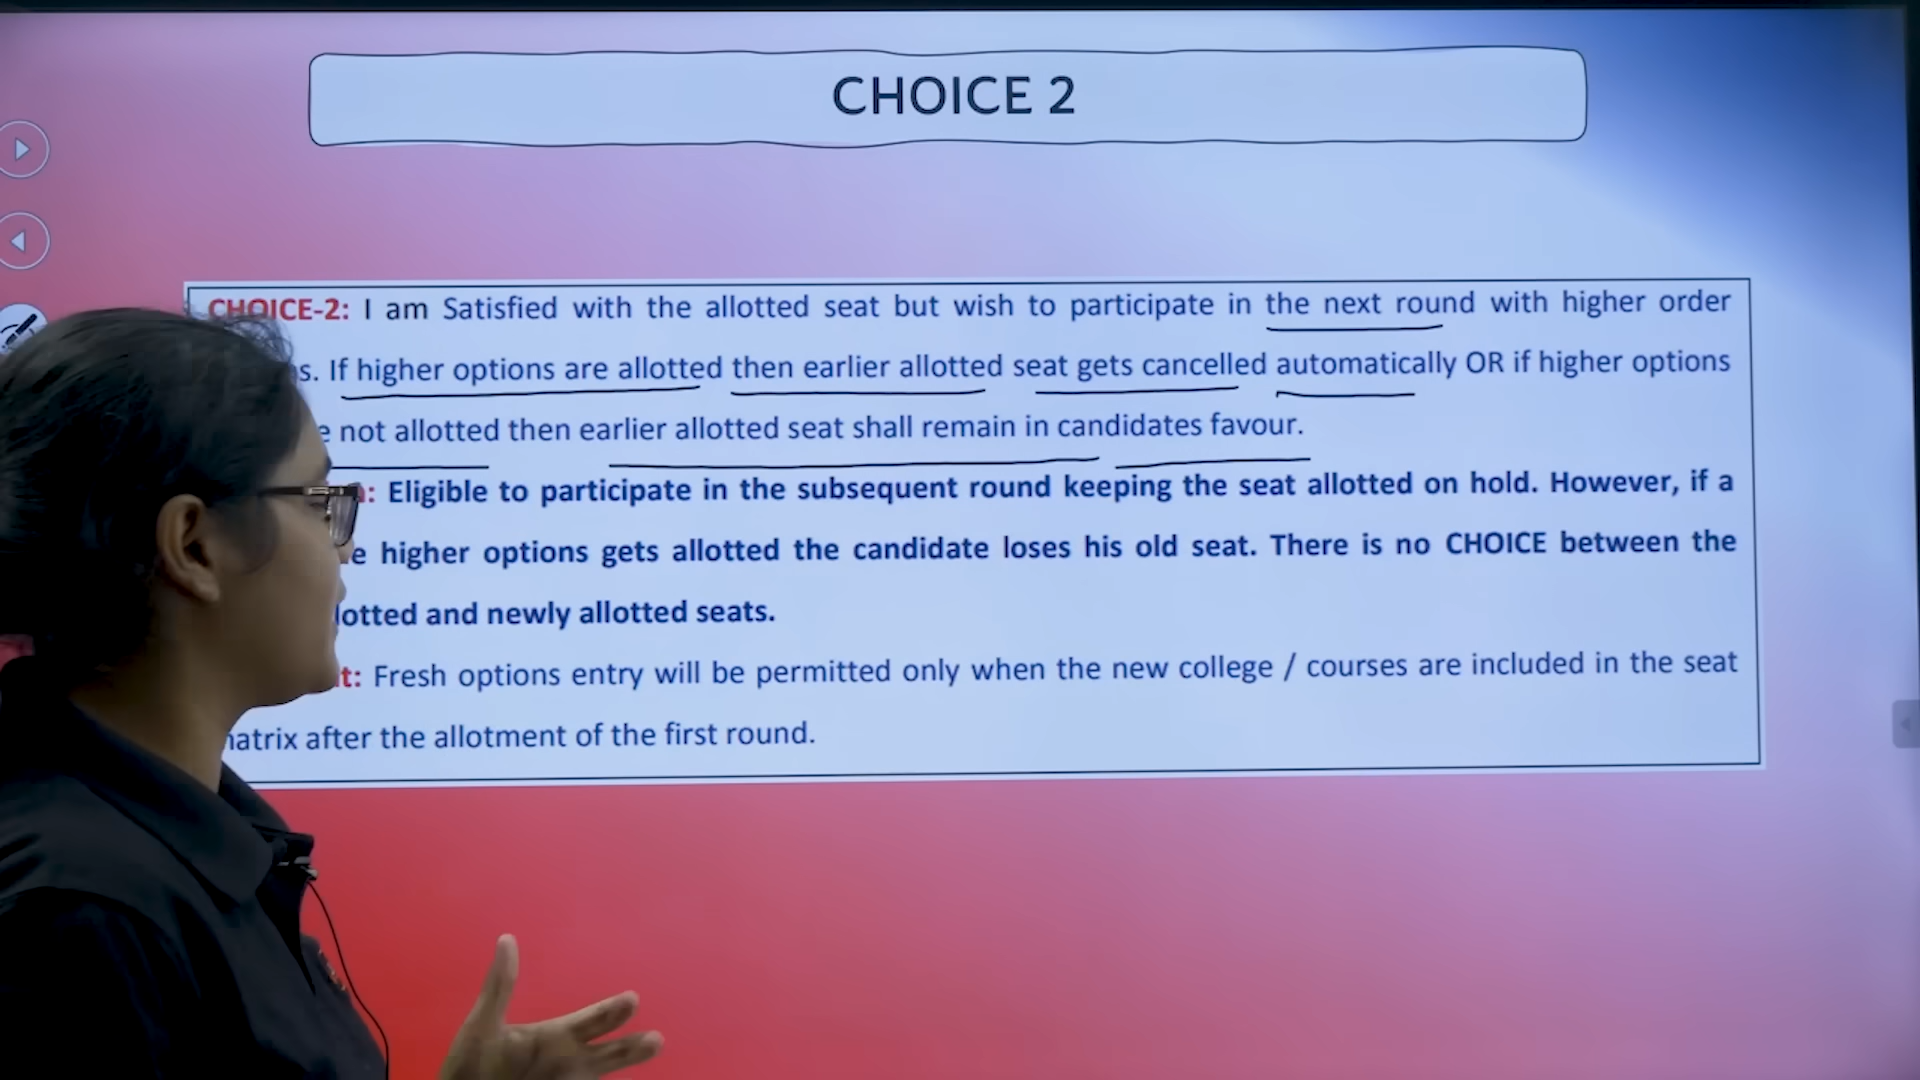 CHOICE 2
CHOICE-2: I am Satisfied with the allotted seat but wish to participate in the next round with higher order
s. If higher options are allotted then earlier allotted seat gets cancelled automatically OR if higher options
e not allotted then earlier allotted seat shall remain in candidates favour.
: Eligible to participate in the subsequent round keeping the seat allotted on hold. However, if a
e higher options gets allotted the candidate loses his old seat. There is no CHOICE between the
lotted and newly allotted seats.
t: Fresh options entry will be permitted only when the new college / courses are included in the seat
atrix after the allotment of the first round.